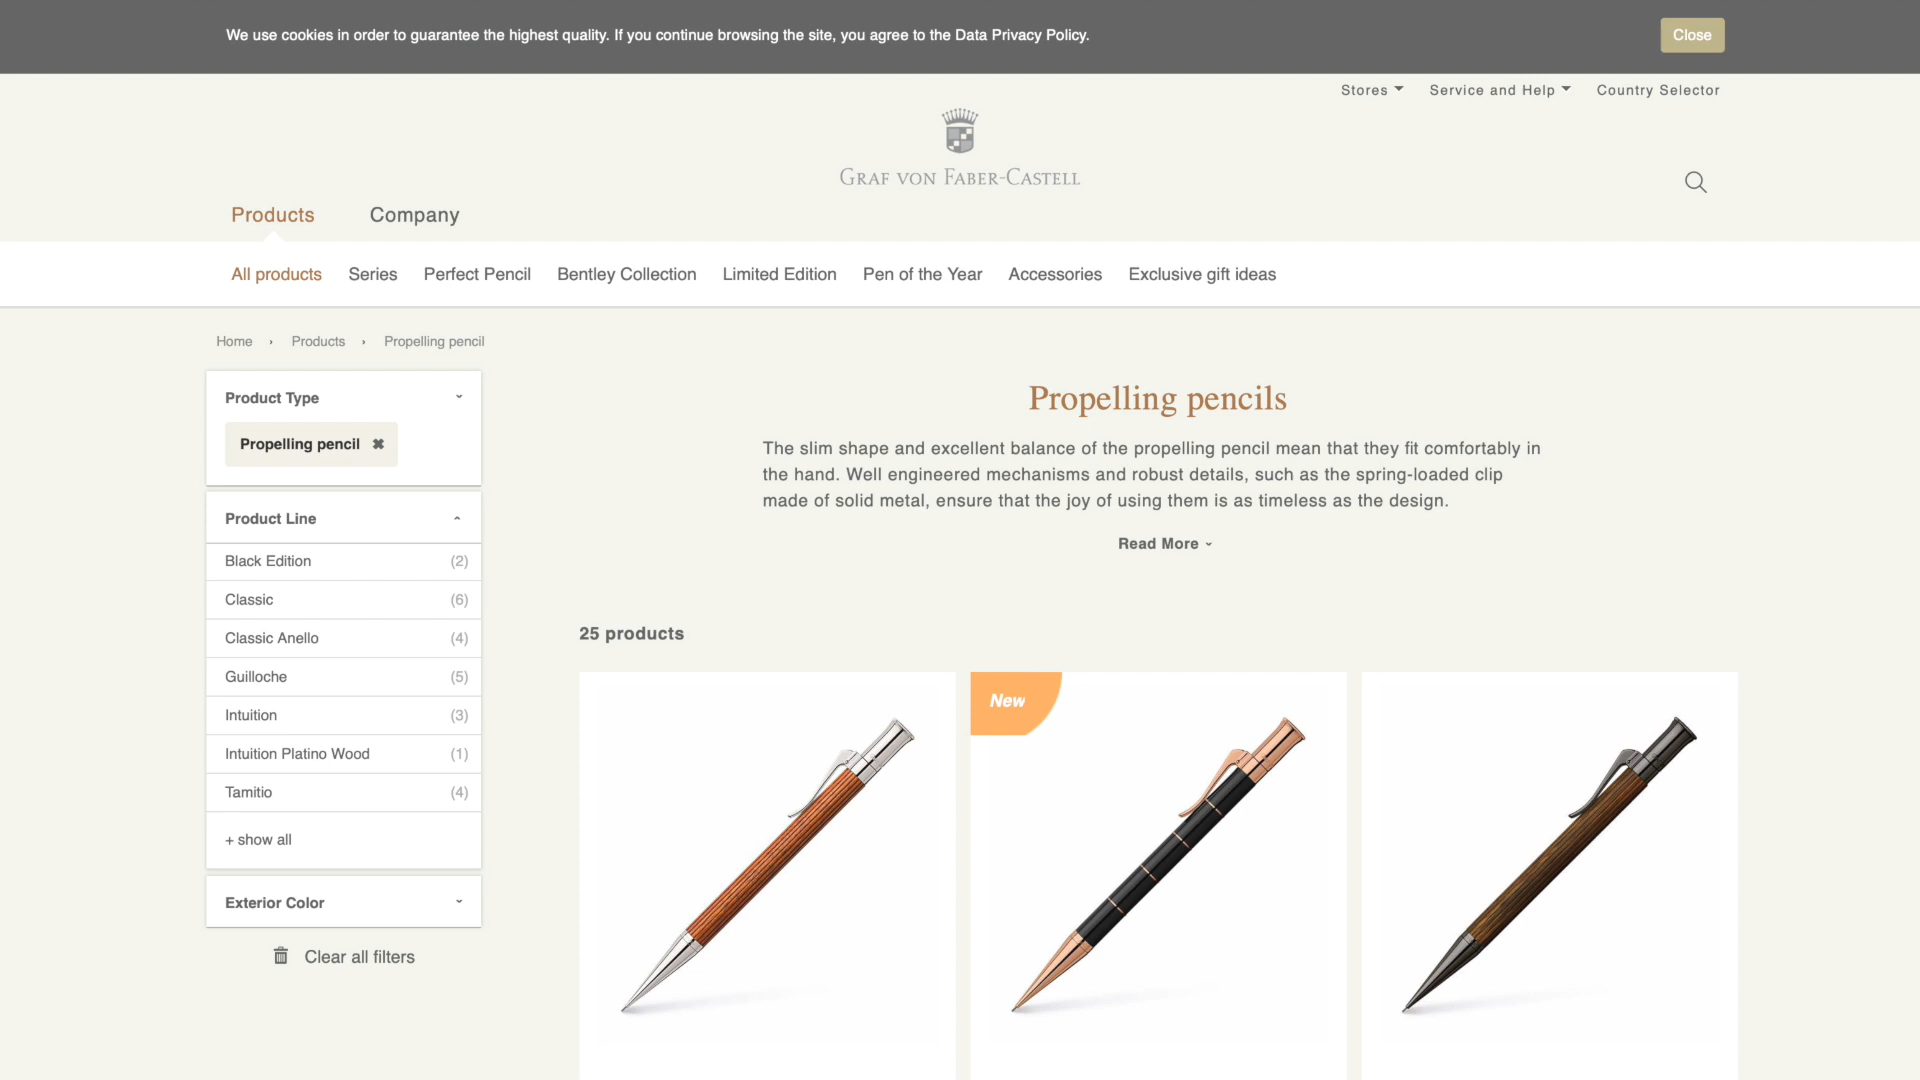 We use cookies in order to guarantee the highest quality. If you continue browsing the site, you agree to the Data Privacy Policy.
Close
Stores
Service and Help
Country Selector
GRAF VON FABER-CASTELL
Products
Company
All products
Series
Perfect Pencil
Bentley Collection
Limited Edition
Pen of the Year
Accessories
Exclusive gift ideas
Home › Products › Propelling pencil
Product Type
Propelling pencil ✖
Product Line
Black Edition (2)
Classic (6)
Classic Anello (4)
Guilloche (5)
Intuition (3)
Intuition Platino Wood (1)
Tamitio (4)
+ show all
Exterior Color
Clear all filters
Propelling pencils
The slim shape and excellent balance of the propelling pencil mean that they fit comfortably in
the hand. Well engineered mechanisms and robust details, such as the spring-loaded clip
made of solid metal, ensure that the joy of using them is as timeless as the design.
Read More
25 products
New